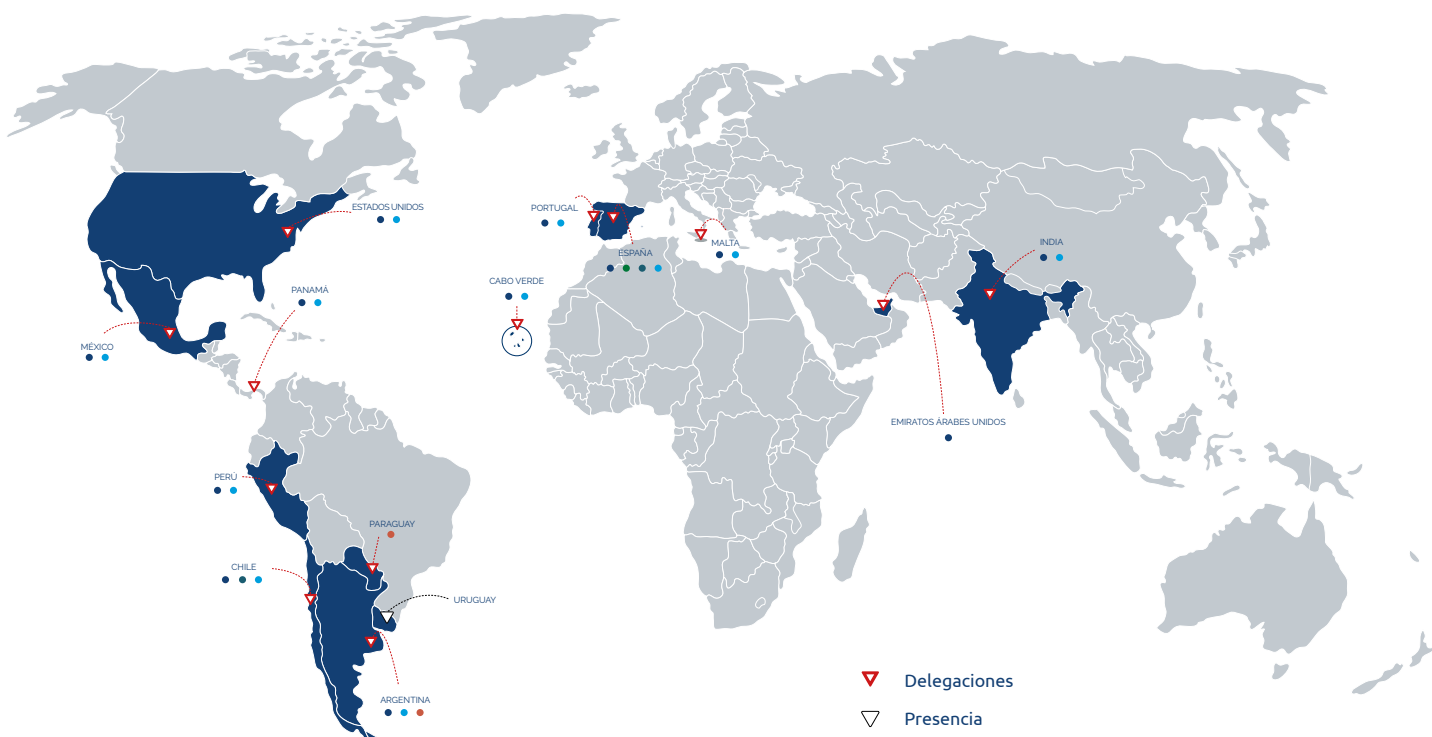 ESTADOS UNIDOS
PORTUGAL
ESPAÑA
MALTA
INDIA
CABO VERDE
PANAMÁ
MÉXICO
EMIRATOS ÁRABES UNIDOS
PERÚ
PARAGUAY
CHILE
URUGUAY
ARGENTINA
Delegaciones
Presencia